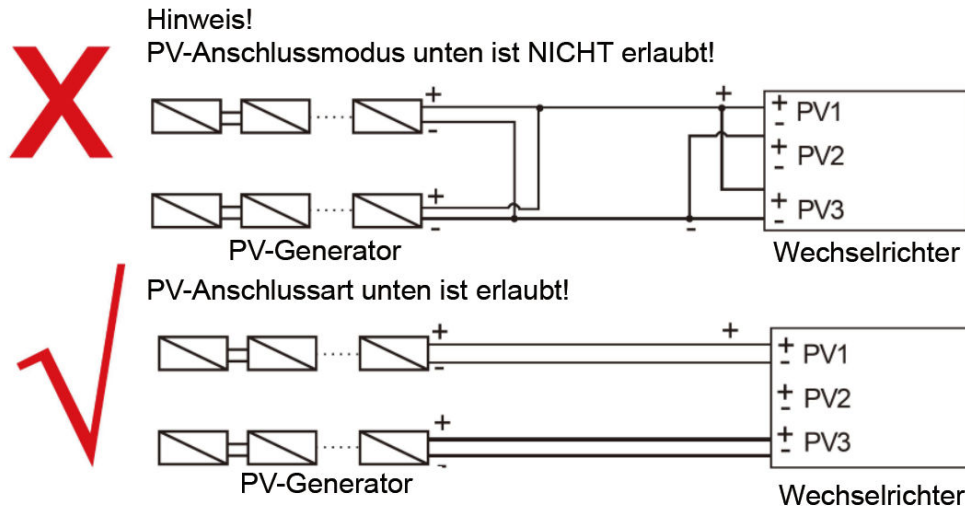 Hinweis!
PV-Anschlussmodus unten ist NICHT erlaubt!
+
-
+
-
+
-
+ - PV1
+ - PV2
+ - PV3
PV-Generator
Wechselrichter
PV-Anschlussart unten ist erlaubt!
+
-
+
-
+
+ - PV1
+ - PV2
+ - PV3
PV-Generator
Wechselrichter